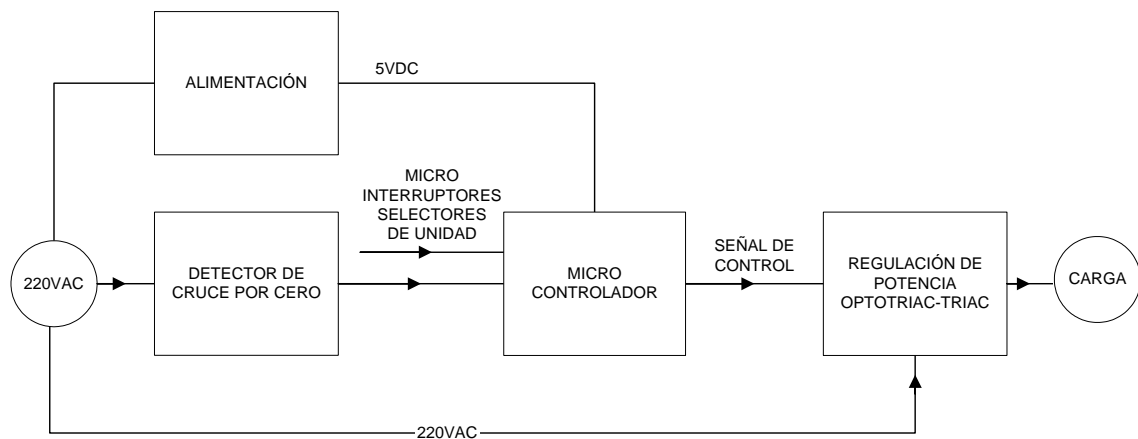 ALIMENTACIÓN
5VDC
MICRO
INTERRUPTORES
SELECTORES
DE UNIDAD
220VAC
DETECTOR DE
CRUCE POR CERO
MICRO
CONTROLADOR
SEÑAL DE
CONTROL
REGULACIÓN DE
POTENCIA
OPTOTRIAC-TRIAC
CARGA
220VAC